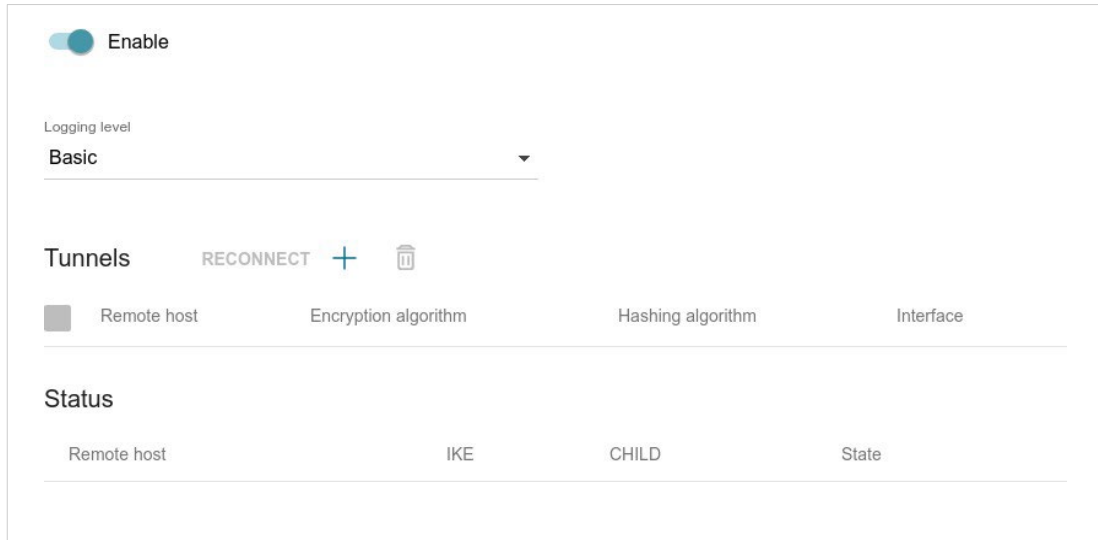 Enable
Logging level
Basic
Tunnels RECONNECT
Remote host Encryption algorithm Hashing algorithm Interface
Status
Remote host IKE CHILD State